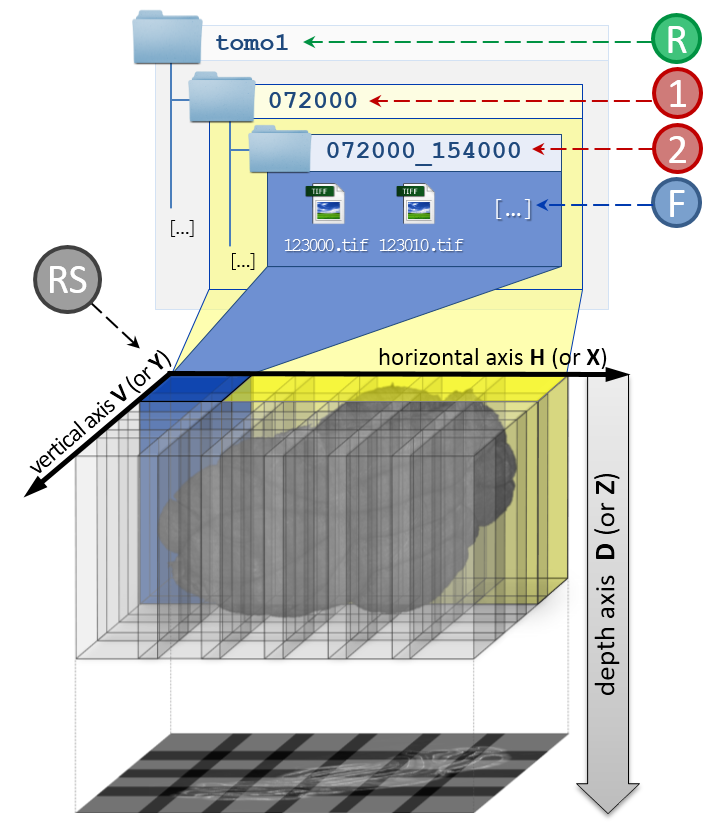 tomo1
R
072000
1
072000_154000
2
TIFF
TIFF
[...]
F
123000.tif
123010.tif
[...]
[...]
RS
horizontal axis H (or X)
vertical axis V (or Y)
depth axis D (or Z)